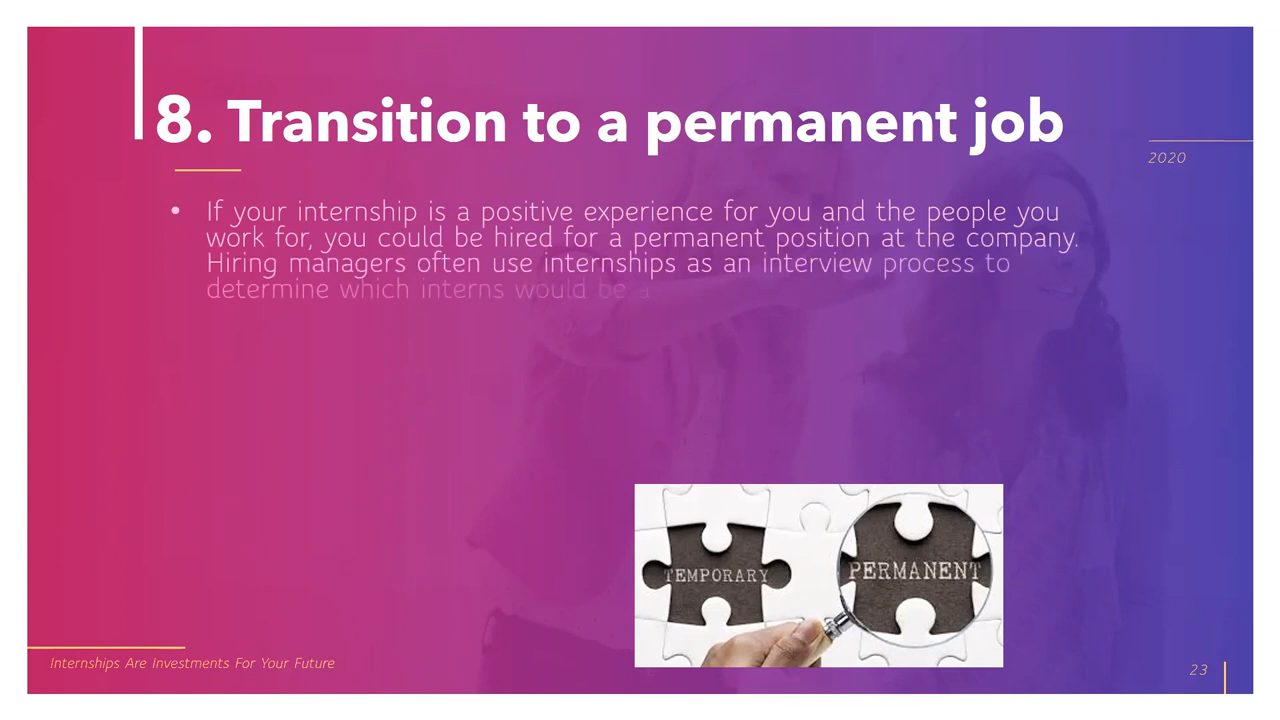 8. Transition to a permanent job
2020
• If your internship is a positive experience for you and the people you
work for, you could be hired for a permanent position at the company.
Hiring managers often use internships as an interview process to
determine which interns would be a
TEMPORARY
PERMANENT
Internships Are Investments For Your Future
23